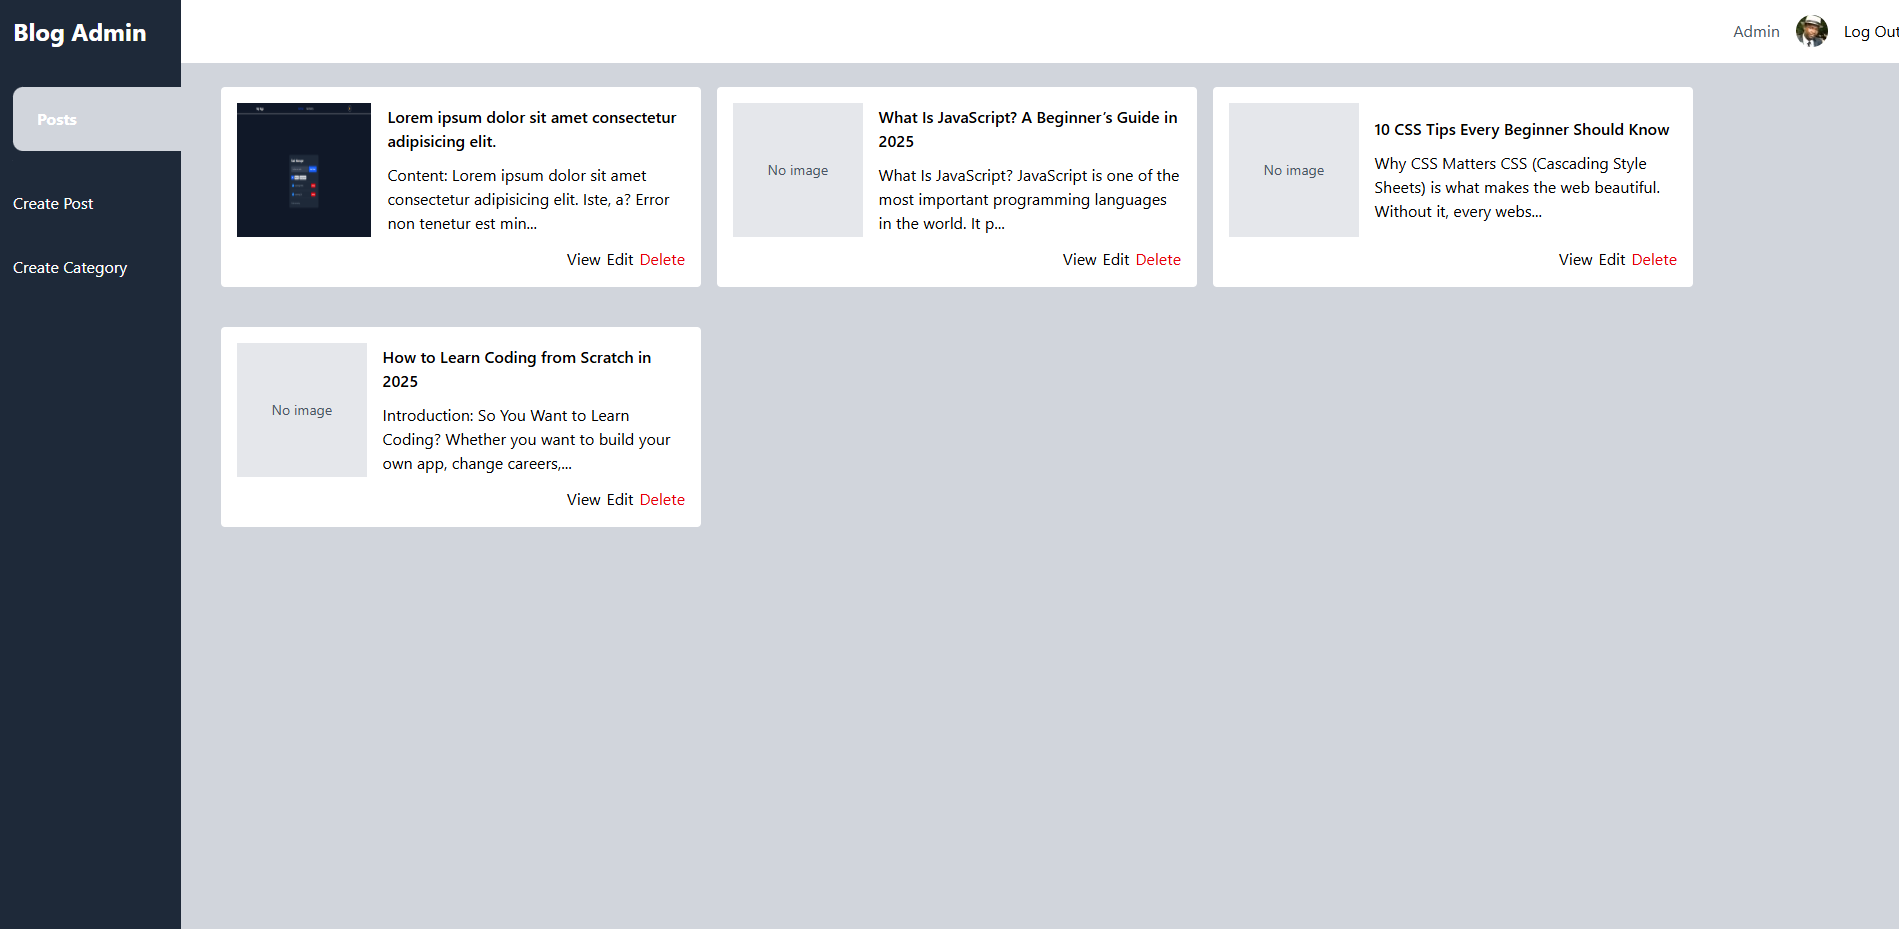 Blog Admin
Admin
Log Out
Posts
Create Post
Create Category
Lorem ipsum dolor sit amet consectetur
adipisicing elit.
Content: Lorem ipsum dolor sit amet
consectetur adipisicing elit. Iste, a? Error
non tenetur est min...
View Edit Delete
No image
What Is JavaScript? A Beginner’s Guide in
2025
What Is JavaScript? JavaScript is one of the
most important programming languages
in the world. It p...
View Edit Delete
No image
10 CSS Tips Every Beginner Should Know
Why CSS Matters CSS (Cascading Style
Sheets) is what makes the web beautiful.
Without it, every webs...
View Edit Delete
No image
How to Learn Coding from Scratch in
2025
Introduction: So You Want to Learn
Coding? Whether you want to build your
own app, change careers,...
View Edit Delete